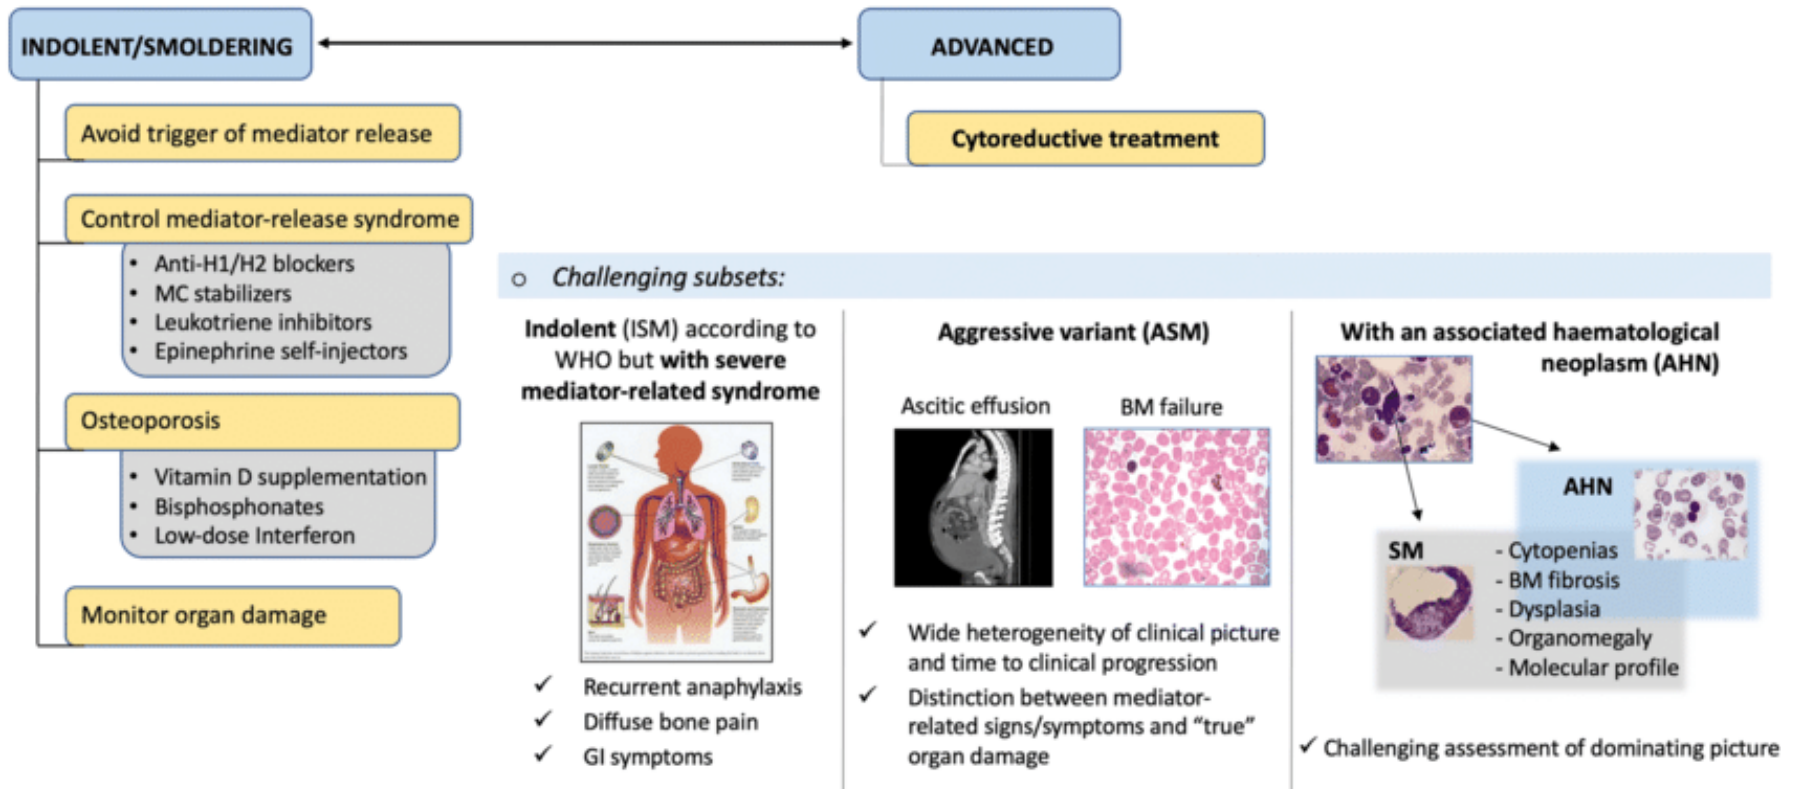 INDOLENT/SMOLDERING
ADVANCED
Avoid trigger of mediator release
Cytoreductive treatment
Control mediator-release syndrome
• Anti-H1/H2 blockers
• MC stabilizers
• Leukotriene inhibitors
• Epinephrine self-injectors
Osteoporosis
• Vitamin D supplementation
• Bisphosphonates
• Low-dose Interferon
Monitor organ damage
o Challenging subsets:
Indolent (ISM) according to
WHO but with severe
mediator-related syndrome
✓ Recurrent anaphylaxis
✓ Diffuse bone pain
✓ GI symptoms
Aggressive variant (ASM)
Ascitic effusion
BM failure
✓ Wide heterogeneity of clinical picture
and time to clinical progression
✓ Distinction between mediator-
related signs/symptoms and “true”
organ damage
With an associated haematological
neoplasm (AHN)
AHN
SM
- Cytopenias
- BM fibrosis
- Dysplasia
- Organomegaly
- Molecular profile
✓ Challenging assessment of dominating picture